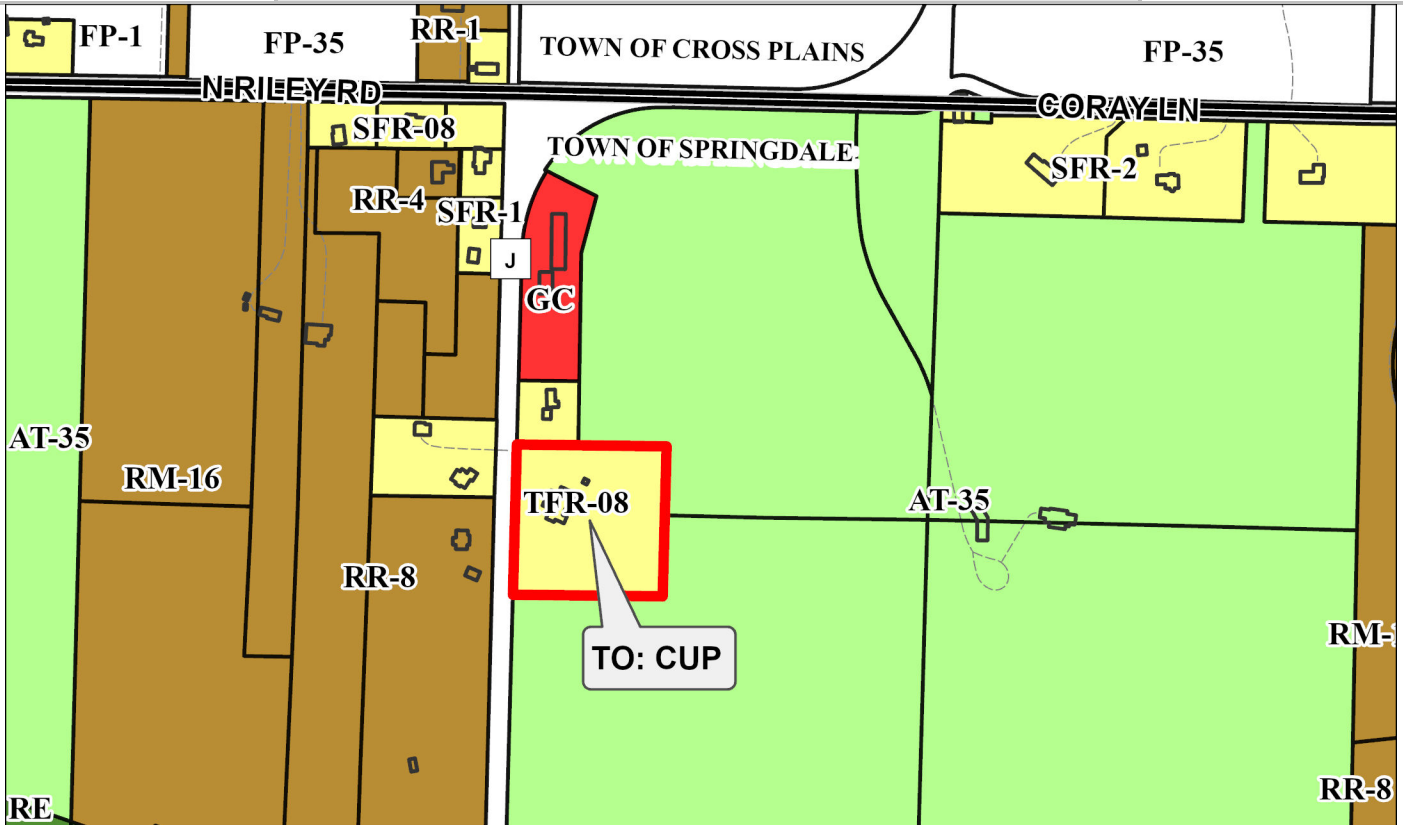 FP-1
FP-35
RR-1
TOWN OF CROSS PLAINS
FP-35
N RILEY RD
CORAY LN
SFR-08
TOWN OF SPRINGDALE
SFR-2
RR-4
SFR-1
J
GC
AT-35
RM-16
TFR-08
AT-35
RR-8
TO: CUP
RM-
RR-8
RE